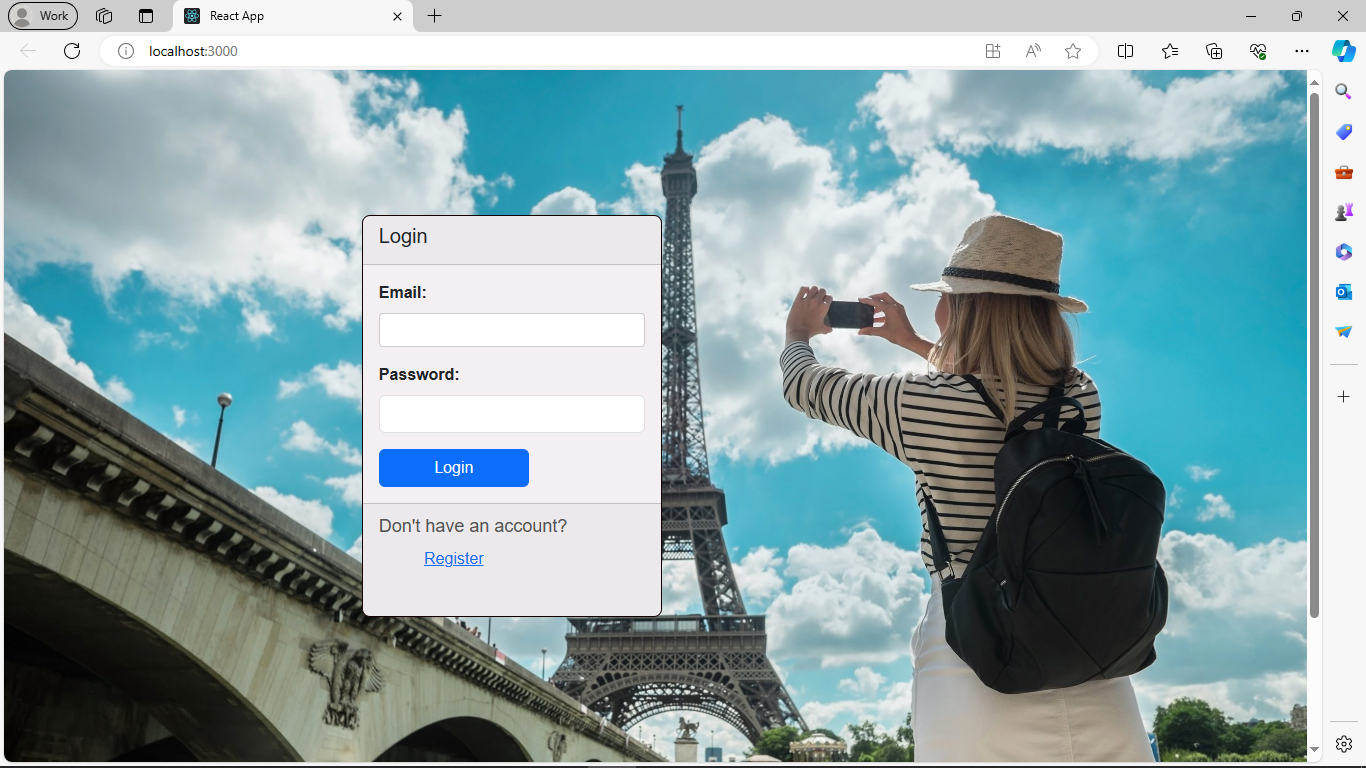 Work
React App
localhost:3000
Login
Email:
Password:
Login
Don't have an account?
Register